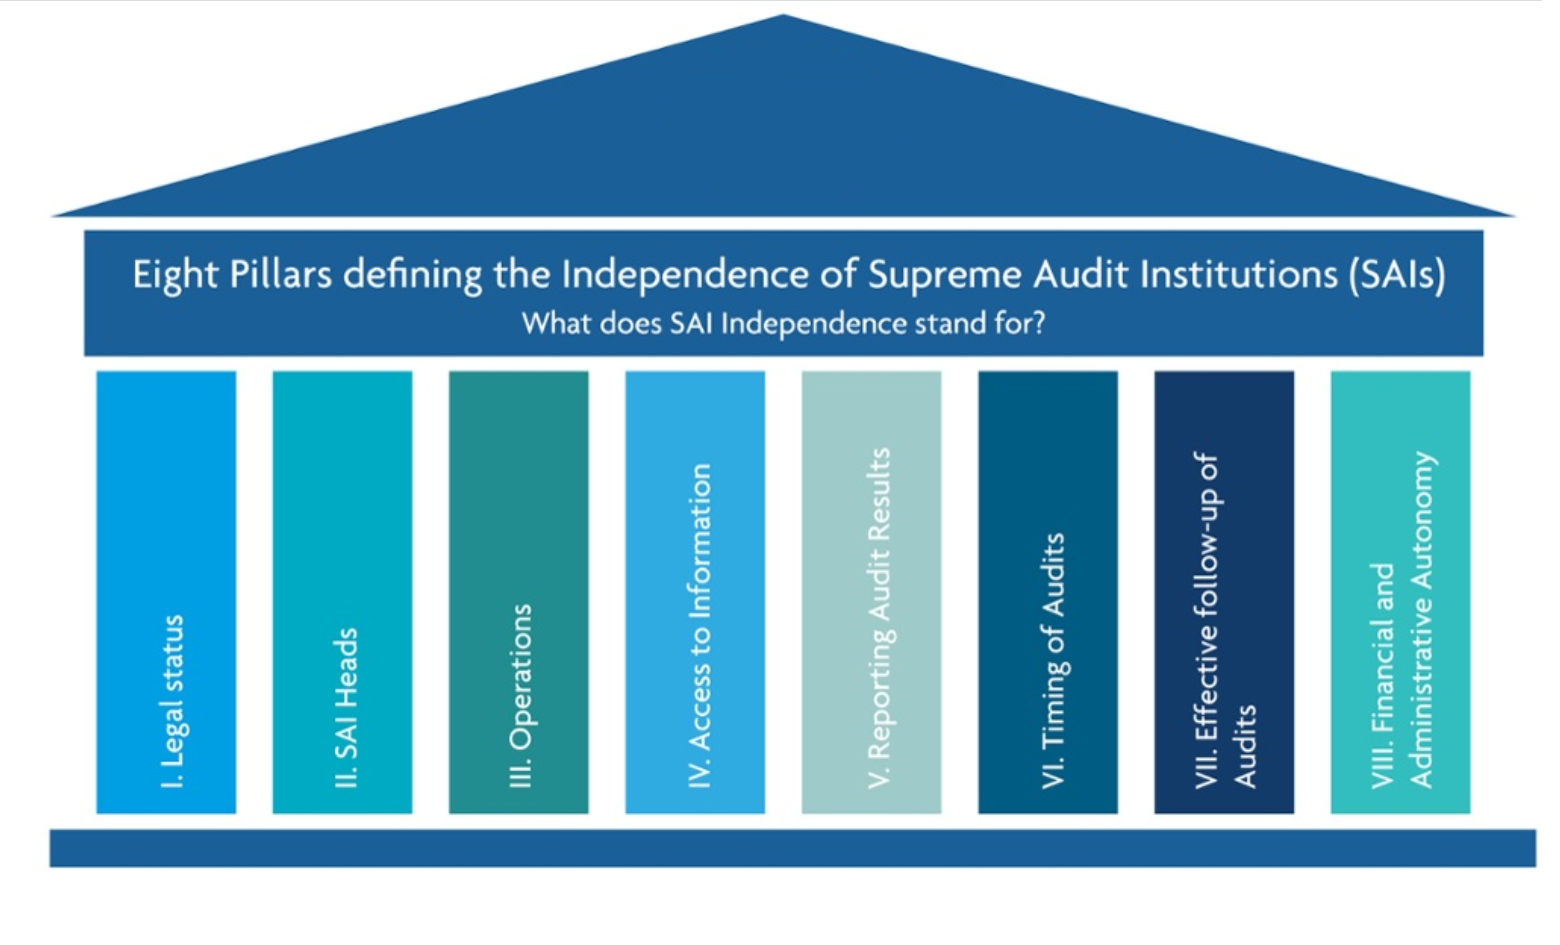 Eight Pillars defining the Independence of Supreme Audit Institutions (SAIs)
What does SAI Independence stand for?
I. Legal status
II. SAI Heads
III. Operations
IV. Access to Information
V. Reporting Audit Results
VI. Timing of Audits
VII. Effective follow-up of
Audits
VIII. Financial and
Administrative Autonomy